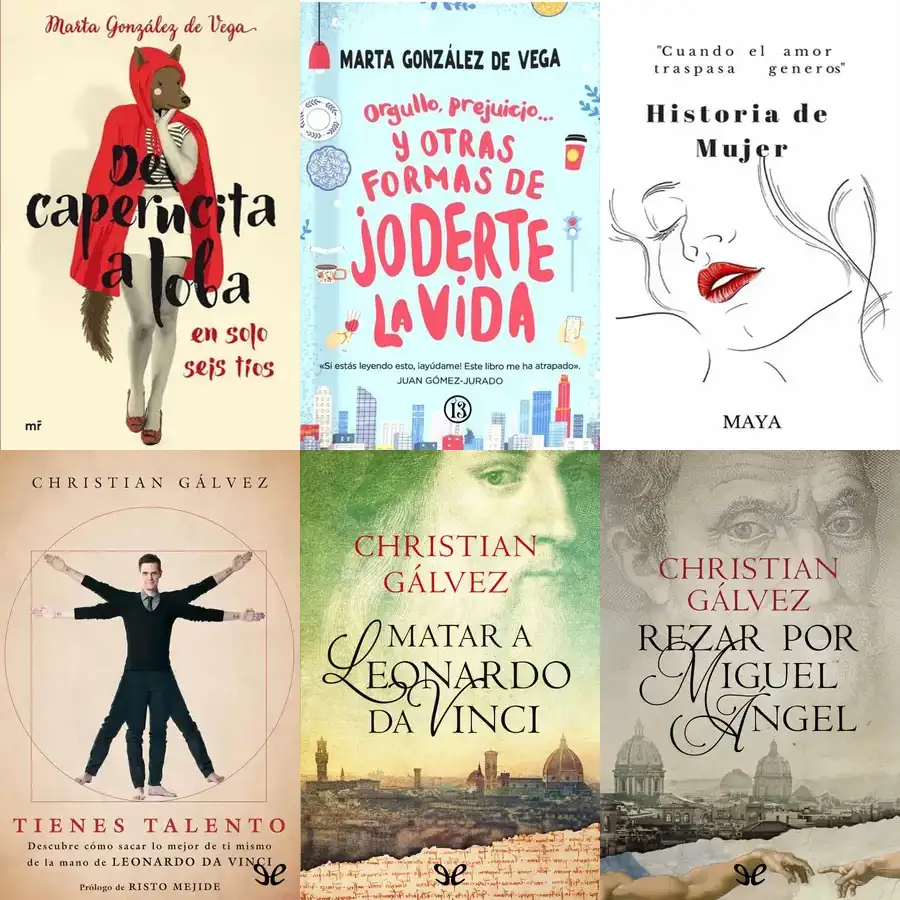 Marta González de Vega
De
caperucita
a loba
en solo
seis tíos
mr
MARTA GONZÁLEZ DE VEGA
Orgullo, prejuicio...
Y OTRAS
FORMAS DE
JODERTE
LA VIDA
«Si estás leyendo esto, ¡ayúdame! Este libro me ha atrapado».
JUAN GÓMEZ-JURADO
13
"Cuando el amor
traspasa generos"
Historia de
Mujer
MAYA
CHRISTIAN GÁLVEZ
TIENES TALENTO
Descubre cómo sacar lo mejor de ti mismo
de la mano de LEONARDO DA VINCI
Prólogo de RISTO MEJIDE
CHRISTIAN
GÁLVEZ
MATAR A
LEONARDO
DA VINCI
CHRISTIAN
GÁLVEZ
REZAR POR
MIGUEL
ÁNGEL